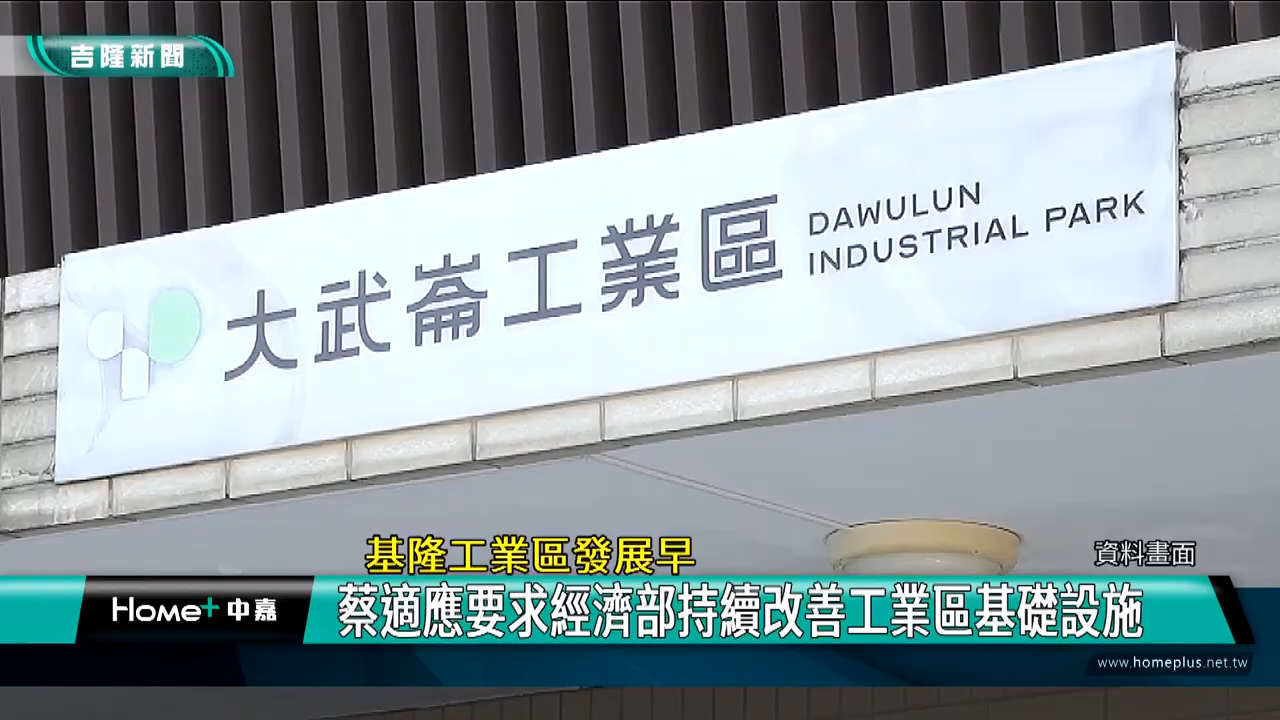 吉隆新聞
大武崙工業區
DAWULUN
INDUSTRIAL PARK
基隆工業區發展早
資料畫面
Home+中嘉
蔡適應要求經濟部持續改善工業區基礎設施
www.homeplus.net.tw